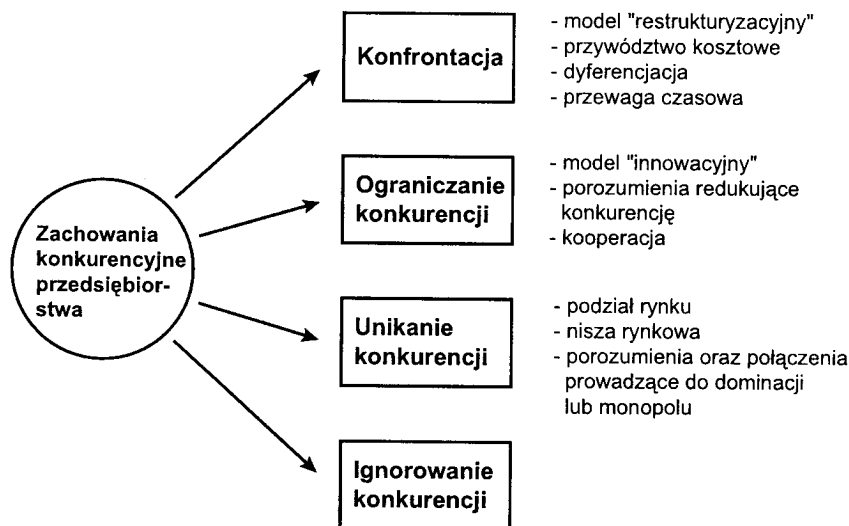 Zachowania
konkurencyjne
przedsiębior-
stwa
Konfrontacja
- model "restrukturyzacyjny"
- przywództwo kosztowe
- dyferencjacja
- przewaga czasowa
Ograniczanie
konkurencji
- model "innowacyjny"
- porozumienia redukujące
konkurencję
- kooperacja
Unikanie
konkurencji
- podział rynku
- nisza rynkowa
- porozumienia oraz połączenia
prowadzące do dominacji
lub monopolu
Ignorowanie
konkurencji